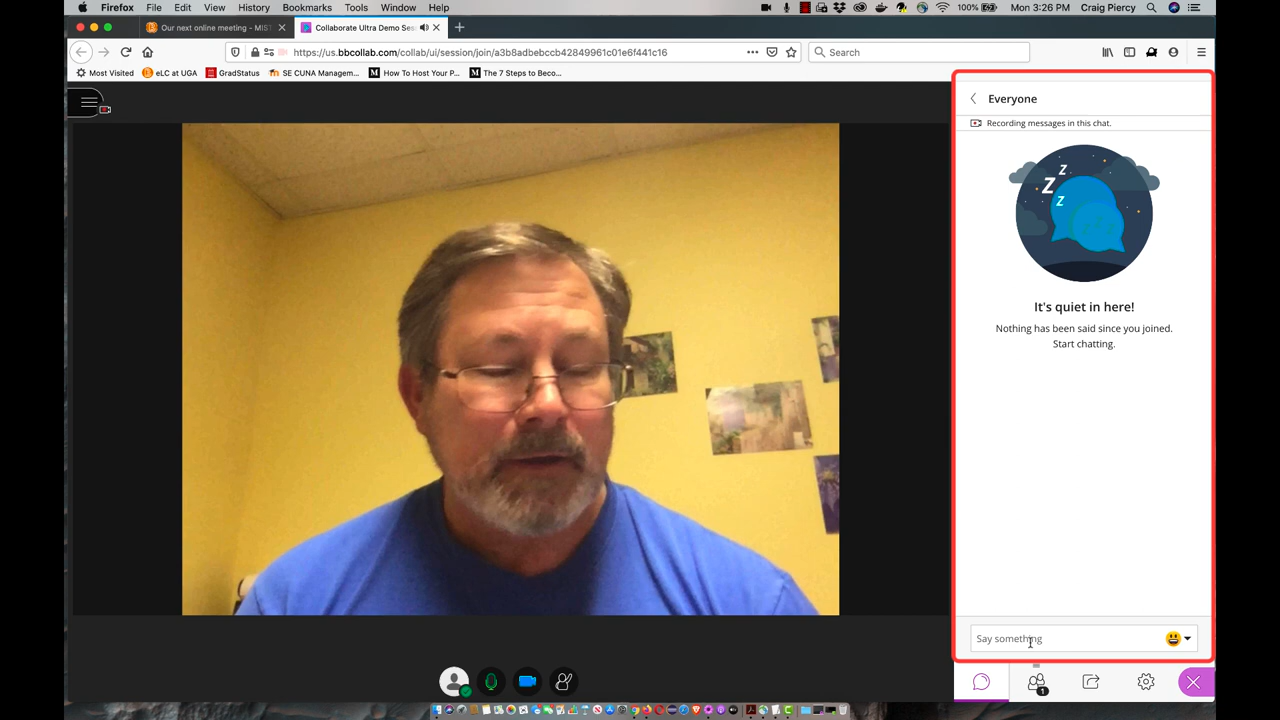 Firefox File Edit View History Bookmarks Tools Window Help 100% Mon 3:26 PM Craig Piercy
Our next online meeting - MIST
Collaborate Ultra Demo Ses
https://us.bbcollab.com/collab/ui/session/join/a3b8adbebccb42849961c01e6f441c16
Search
Most Visited eLC at UGA GradStatus SE CUNA Managem... How To Host Your P... The 7 Steps to Beco...
Everyone
Recording messages in this chat.
Z
Z
Z
It's quiet in here!
Nothing has been said since you joined.
Start chatting.
Say something
1